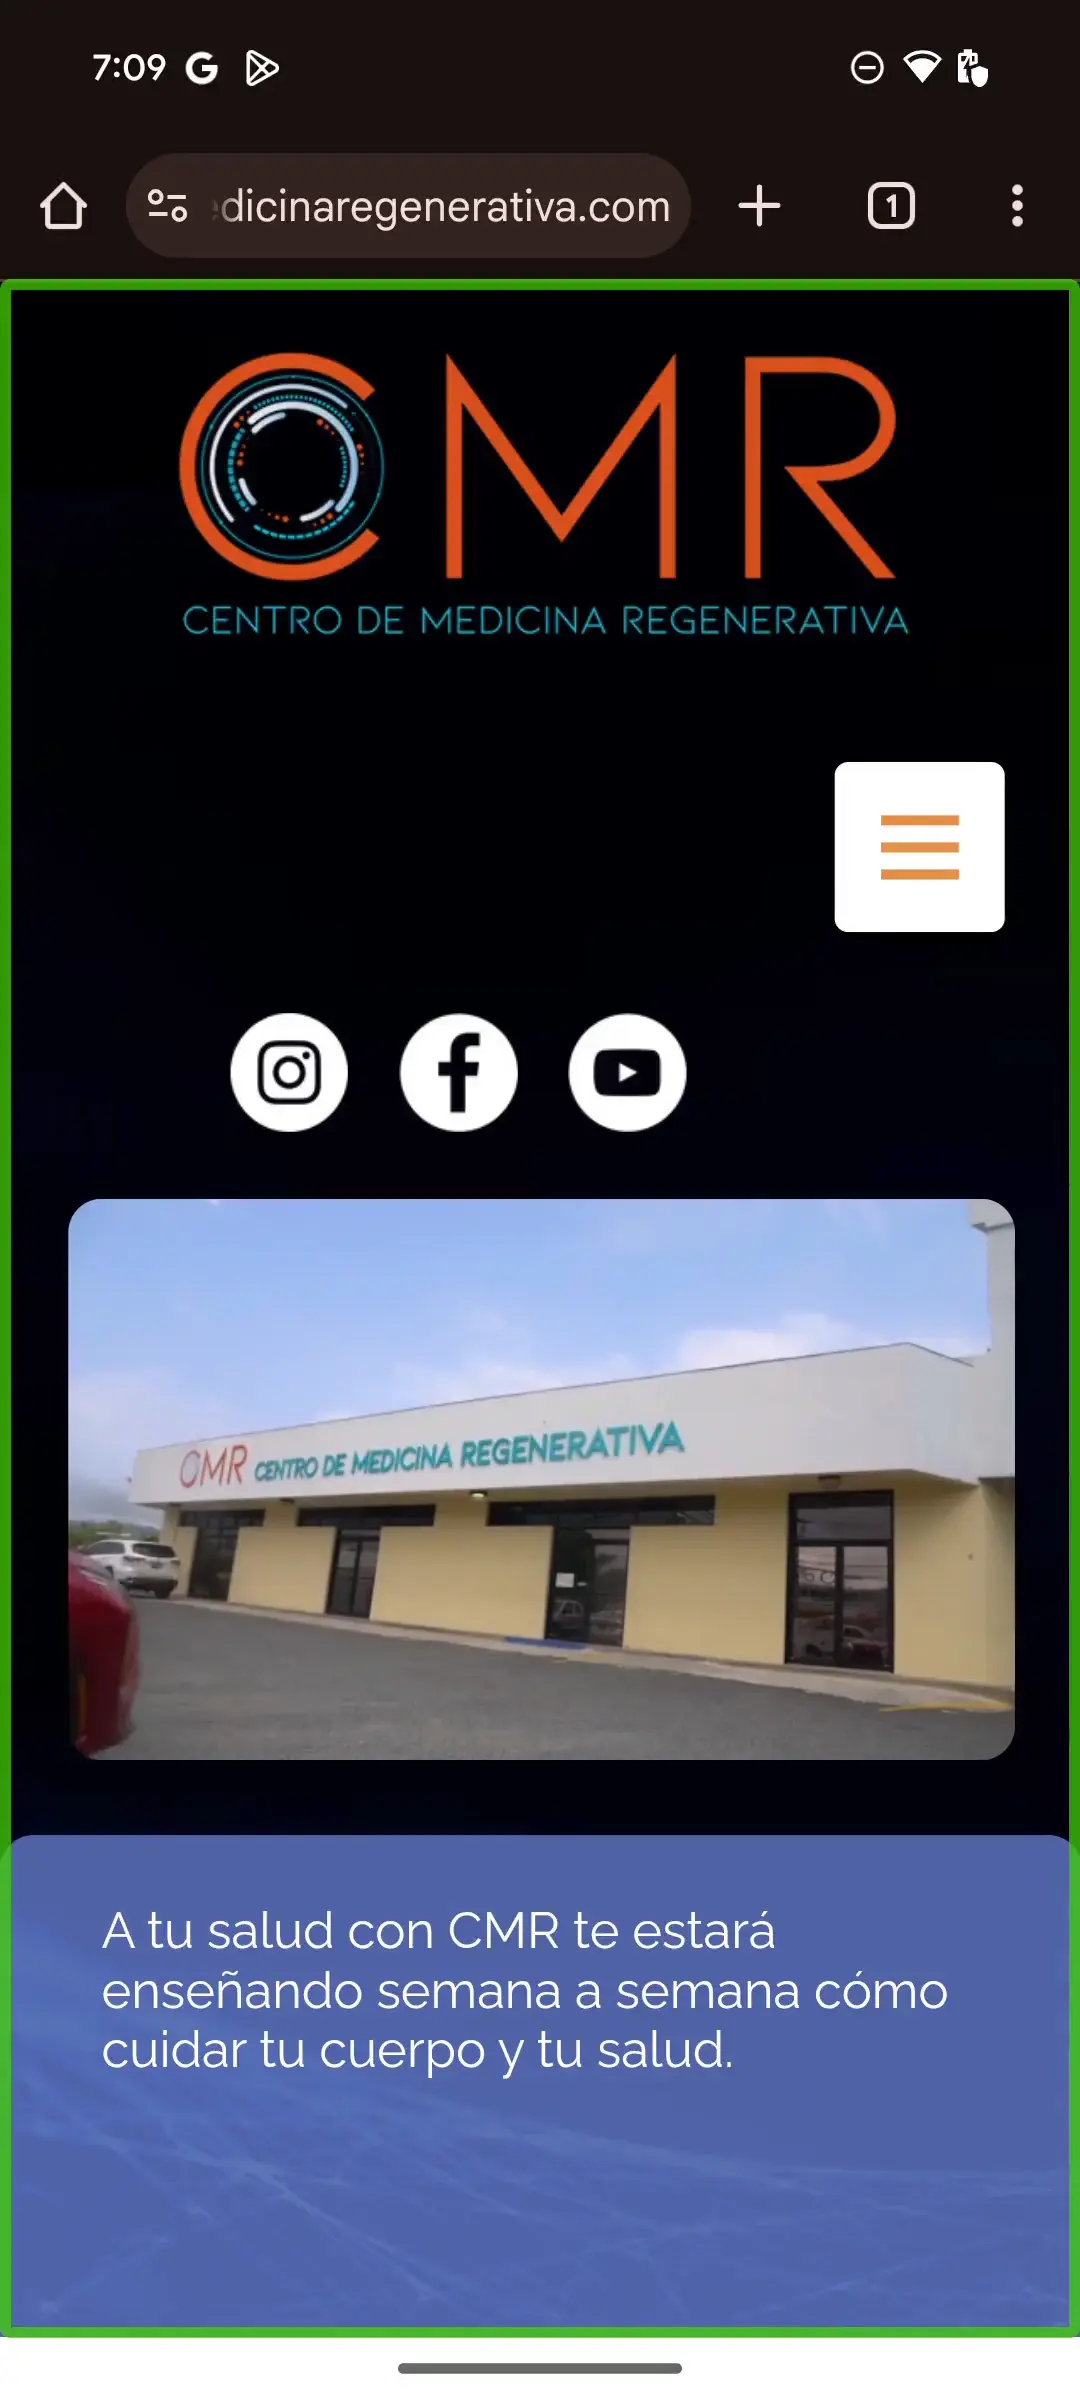 7:09
dicinaregenerativa.com
1
CMR
CENTRO DE MEDICINA REGENERATIVA
CMR CENTRO DE MEDICINA REGENERATIVA
A tu salud con CMR te estará
enseñando semana a semana cómo
cuidar tu cuerpo y tu salud.